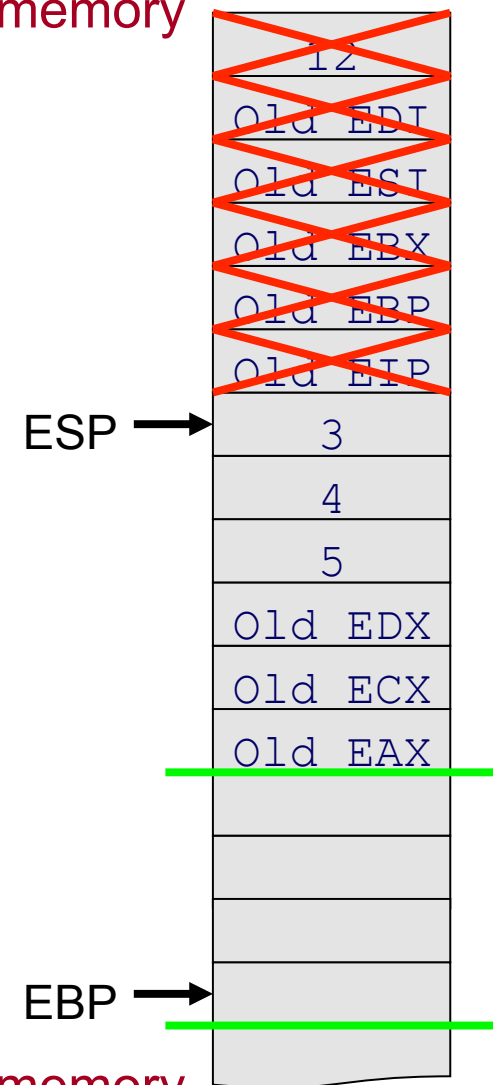 memory
12
Old EDI
Old ESI
Old EBX
Old EBP
Old EIP
ESP
3
4
5
Old EDX
Old ECX
Old EAX
EBP
memory